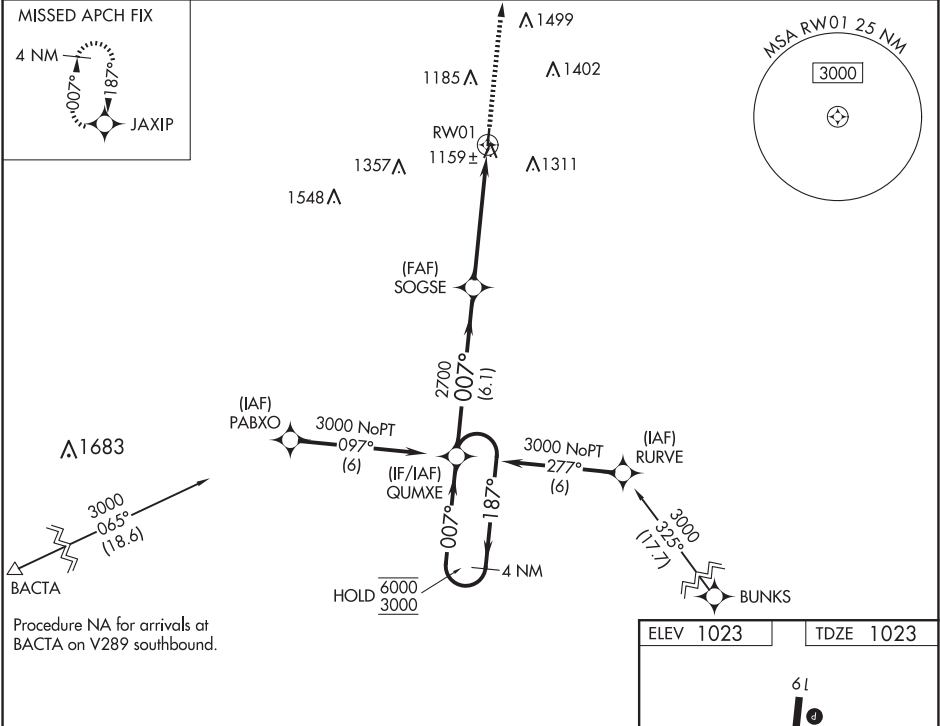 MISSED APCH FIX
4 NM
007°
187°
JAXIP
1499
1402
1185
RW01
1159±
1357
1311
1548
MSA RW01 25 NM
3000
(FAF)
SOGSE
2700
007°
(6.1)
(IAF)
PABXO
3000 NoPT
097°
(6)
(IF/IAF)
QUMXE
3000 NoPT
277°
(6)
(IAF)
RURVE
1683
3000
065°
(18.6)
BACTA
007°
187°
4 NM
HOLD
6000
3000
3000
325°
(17.7)
BUNKS
Procedure NA for arrivals at
BACTA on V289 southbound.
ELEV 1023
TDZE 1023
19
P